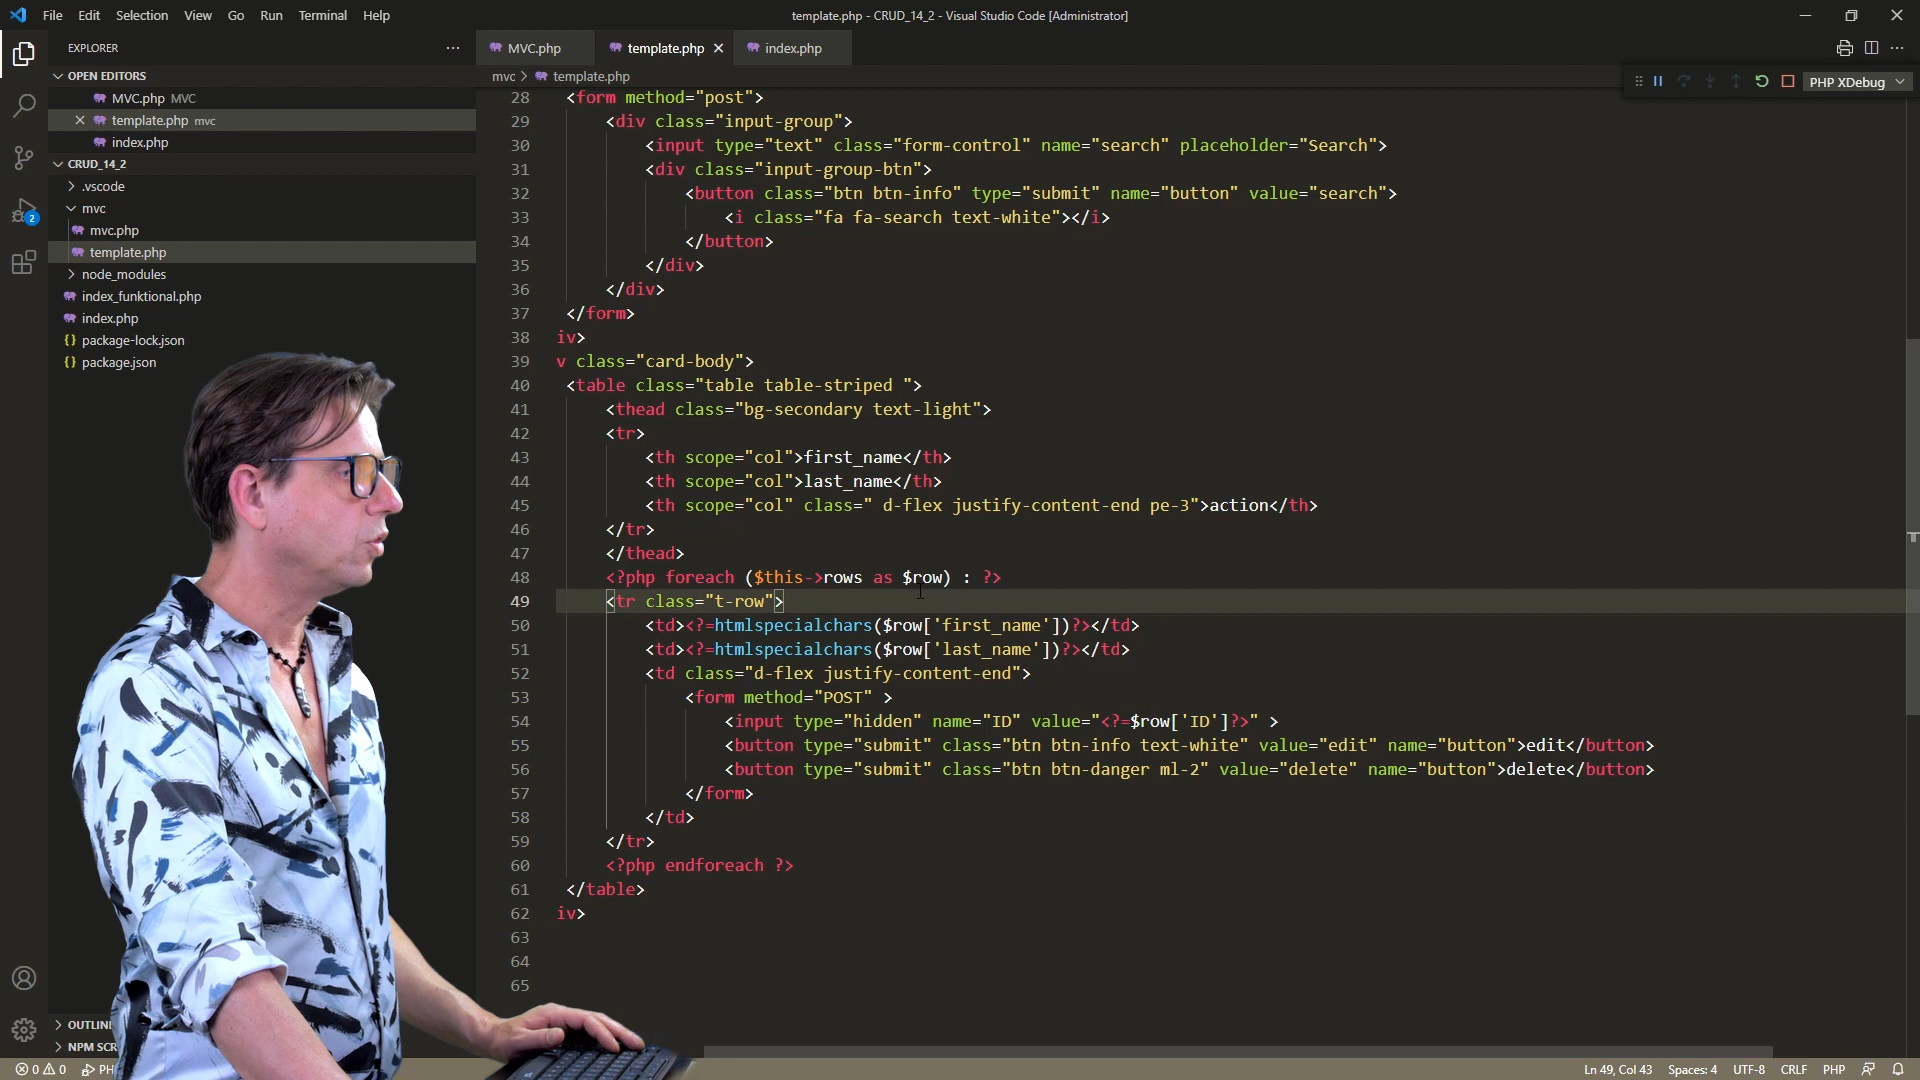 File Edit Selection View Go Run Terminal Help
template.php - CRUD_14_2 - Visual Studio Code [Administrator]
EXPLORER
OPEN EDITORS
MVC.php MVC
template.php mvc
index.php
CRUD_14_2
.vscode
mvc
mvc.php
template.php
node_modules
index_funktional.php
index.php
package-lock.json
package.json
2
MVC.php template.php index.php
mvc > template.php
PHP XDebug
28 <form method="post">
29 <div class="input-group">
30 <input type="text" class="form-control" name="search" placeholder="Search">
31 <div class="input-group-btn">
32 <button class="btn btn-info" type="submit" name="button" value="search">
33 <i class="fa fa-search text-white"></i>
34 </button>
35 </div>
36 </div>
37 </form>
38 iv>
39 v class="card-body">
40 <table class="table table-striped ">
41 <thead class="bg-secondary text-light">
42 <tr>
43 <th scope="col">first_name</th>
44 <th scope="col">last_name</th>
45 <th scope="col" class=" d-flex justify-content-end pe-3">action</th>
46 </tr>
47 </thead>
48 <?php foreach ($this->rows as $row) : ?>
49 <tr class="t-row">
50 <td><?=htmlspecialchars($row['first_name'])?></td>
51 <td><?=htmlspecialchars($row['last_name'])?></td>
52 <td class="d-flex justify-content-end">
53 <form method="POST" >
54 <input type="hidden" name="ID" value="<?=$row['ID']?>" >
55 <button type="submit" class="btn btn-info text-white" value="edit" name="button">edit</button>
56 <button type="submit" class="btn btn-danger ml-2" value="delete" name="button">delete</button>
57 </form>
58 </td>
59 </tr>
60 <?php endforeach ?>
61 </table>
62 iv>
63
64
65
OUTLIN
NPM SCR
0 0 PH
Ln 49, Col 43 Spaces: 4 UTF-8 CRLF PHP